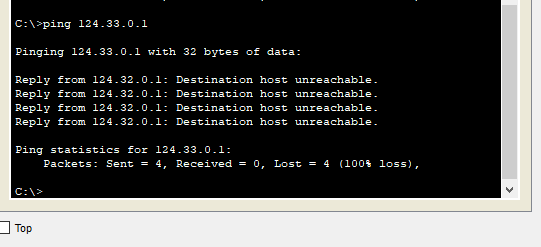 C:\>ping 124.33.0.1
Pinging 124.33.0.1 with 32 bytes of data:
Reply from 124.32.0.1: Destination host unreachable.
Reply from 124.32.0.1: Destination host unreachable.
Reply from 124.32.0.1: Destination host unreachable.
Reply from 124.32.0.1: Destination host unreachable.
Ping statistics for 124.33.0.1:
    Packets: Sent = 4, Received = 0, Lost = 4 (100% loss),
C:\>
Top